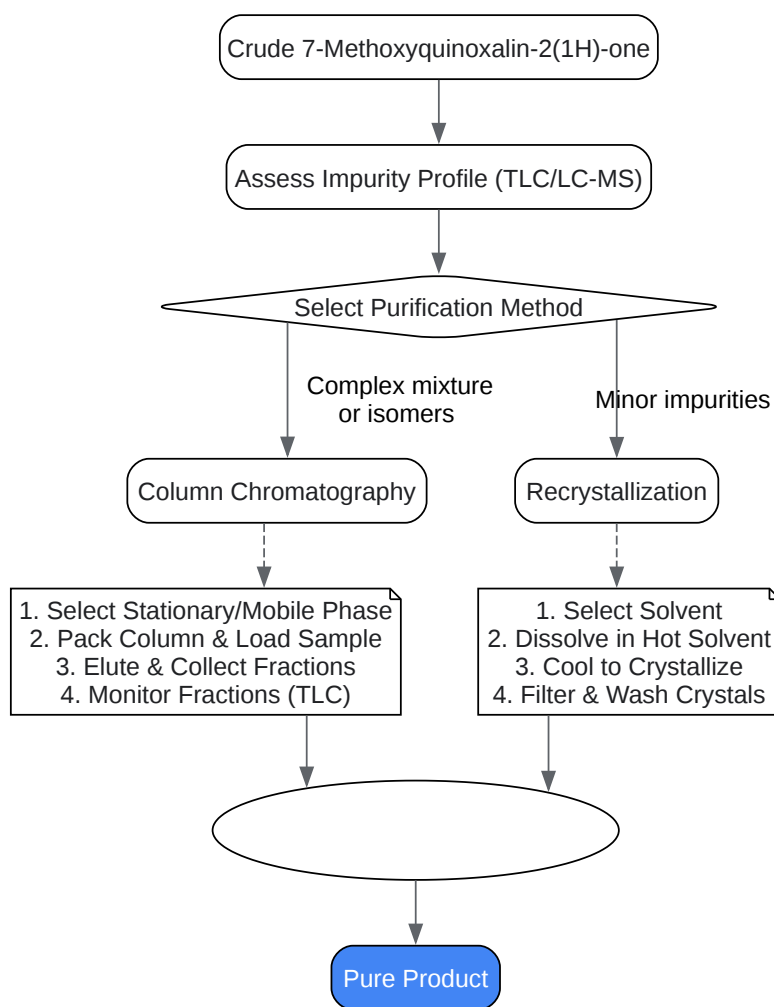 Crude 7-Methoxyquinoxalin-2(1H)-one
Assess Impurity Profile (TLC/LC-MS)
Select Purification Method
Complex mixture
or isomers
Minor impurities
Column Chromatography
Recrystallization
1. Select Stationary/Mobile Phase
2. Pack Column & Load Sample
3. Elute & Collect Fractions
4. Monitor Fractions (TLC)
1. Select Solvent
2. Dissolve in Hot Solvent
3. Cool to Crystallize
4. Filter & Wash Crystals
Pure Product